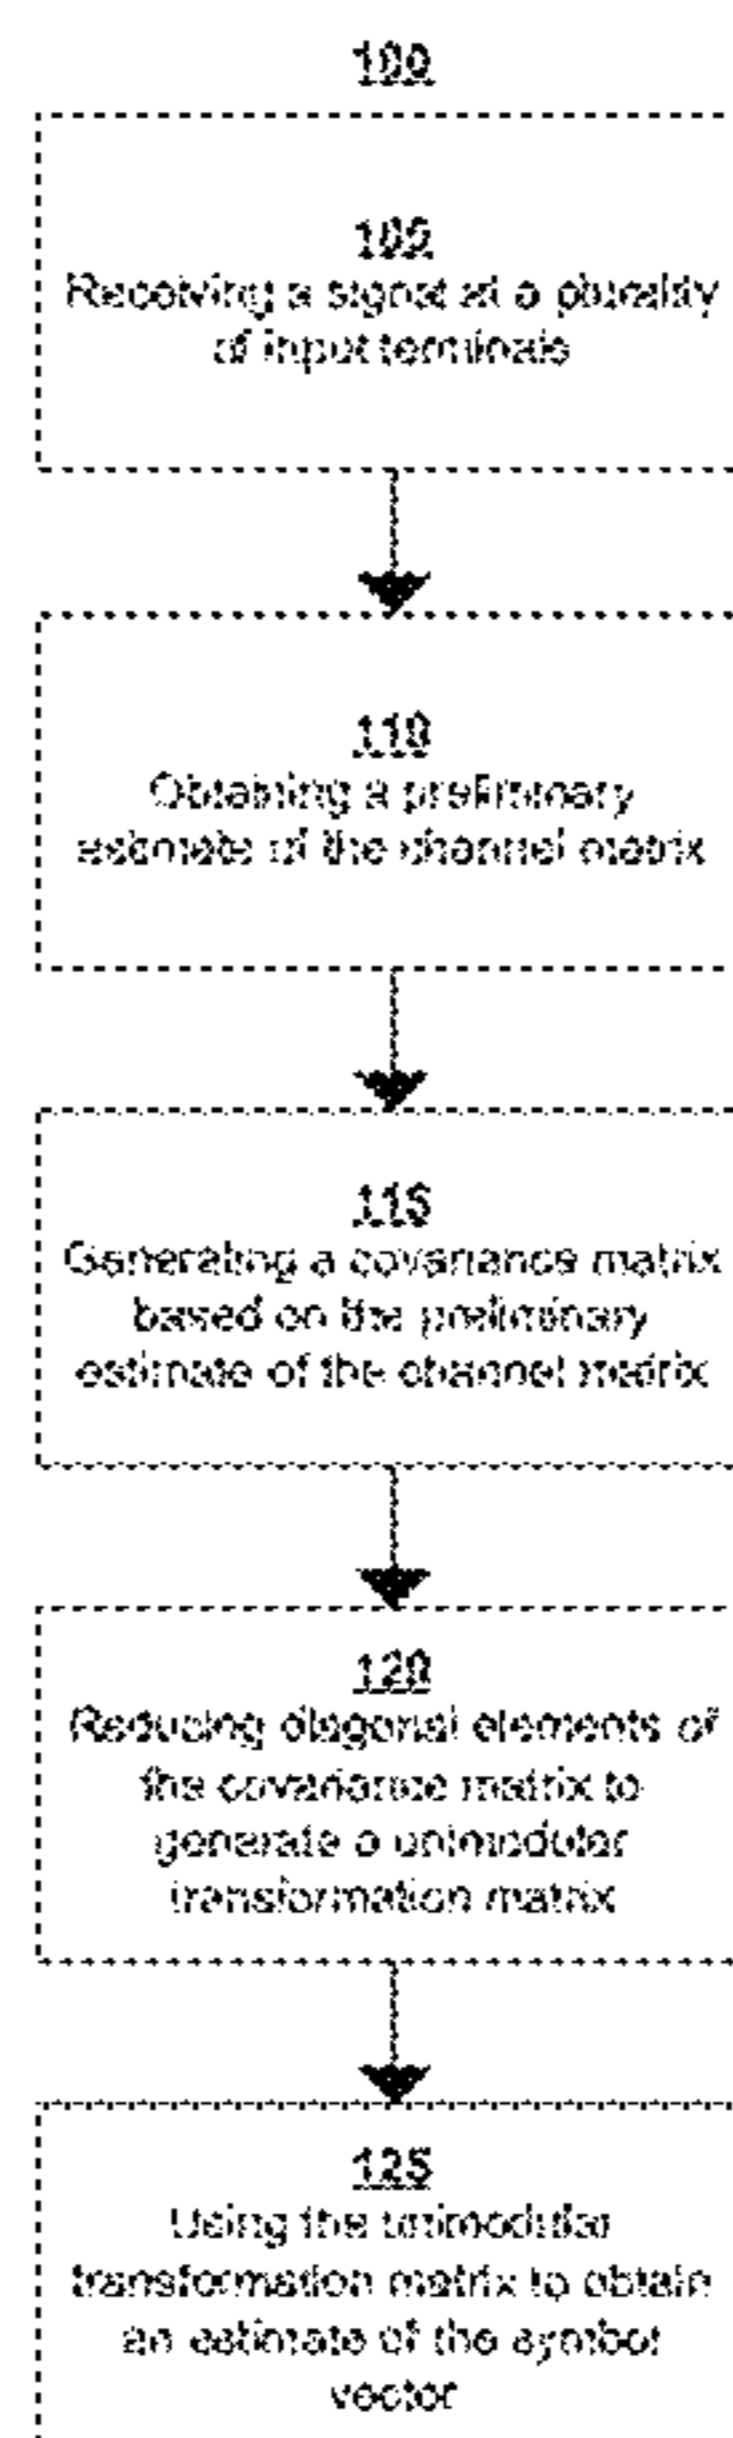 100
105
Receiving a signal at a plurality
of input terminals
110
Obtaining a preliminary
estimate of the channel matrix
115
Generating a covariance matrix
based on the preliminary
estimate of the channel matrix
120
Reducing diagonal elements of
the covariance matrix to
generate a unimodular
transformation matrix
125
Using the unimodular
transformation matrix to obtain
an estimate of the symbol
vector